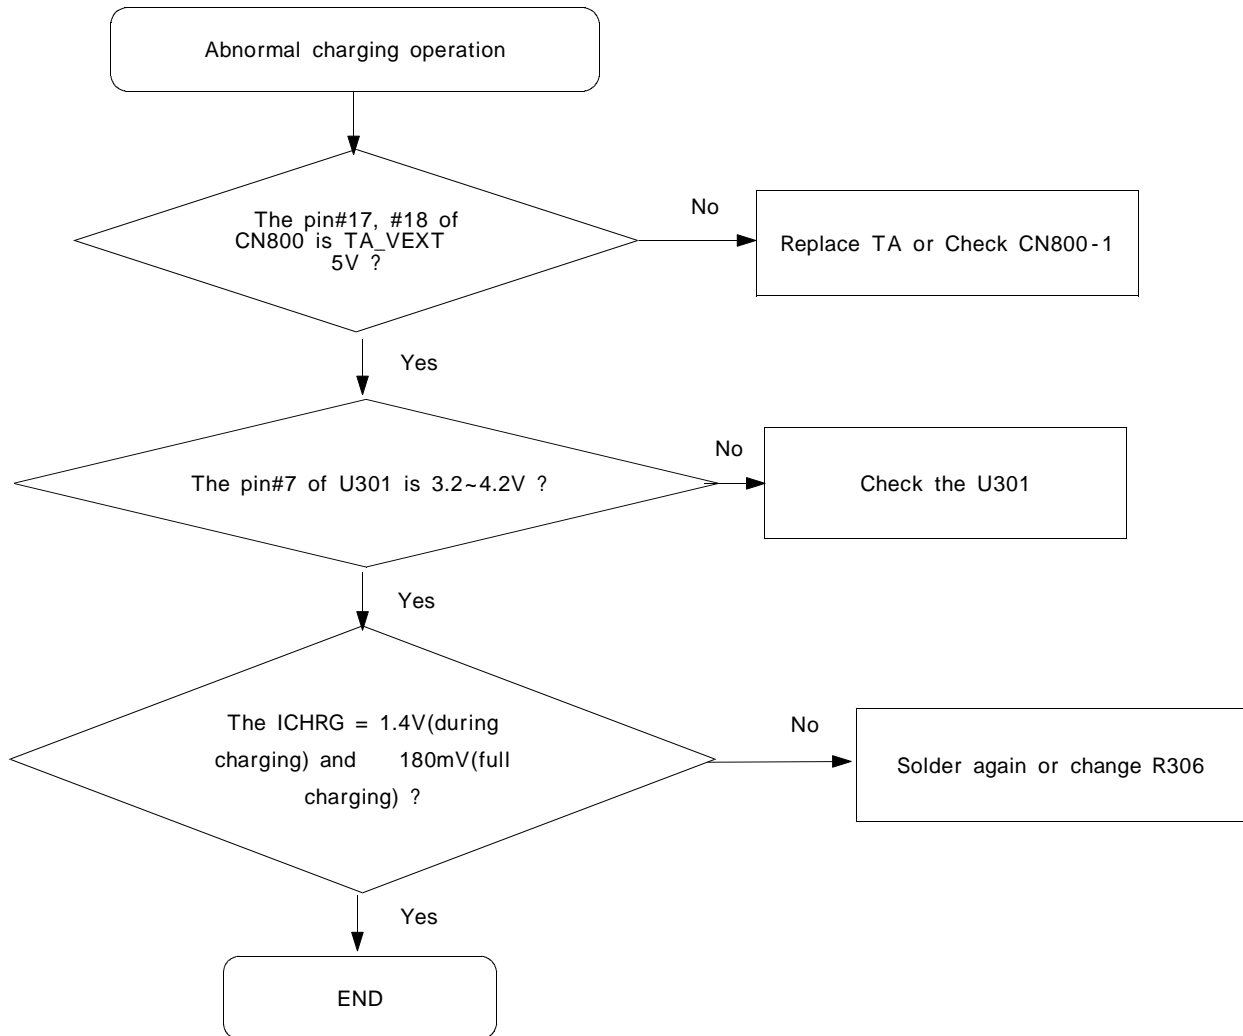 Abnormal charging operation
The pin#17, #18 of
CN800 is TA_VEXT
5V ?
No
Replace TA or Check CN800-1
Yes
The pin#7 of U301 is 3.2~4.2V ?
No
Check the U301
Yes
The ICHRG = 1.4V(during
charging) and 180mV(full
charging) ?
No
Solder again or change R306
Yes
END